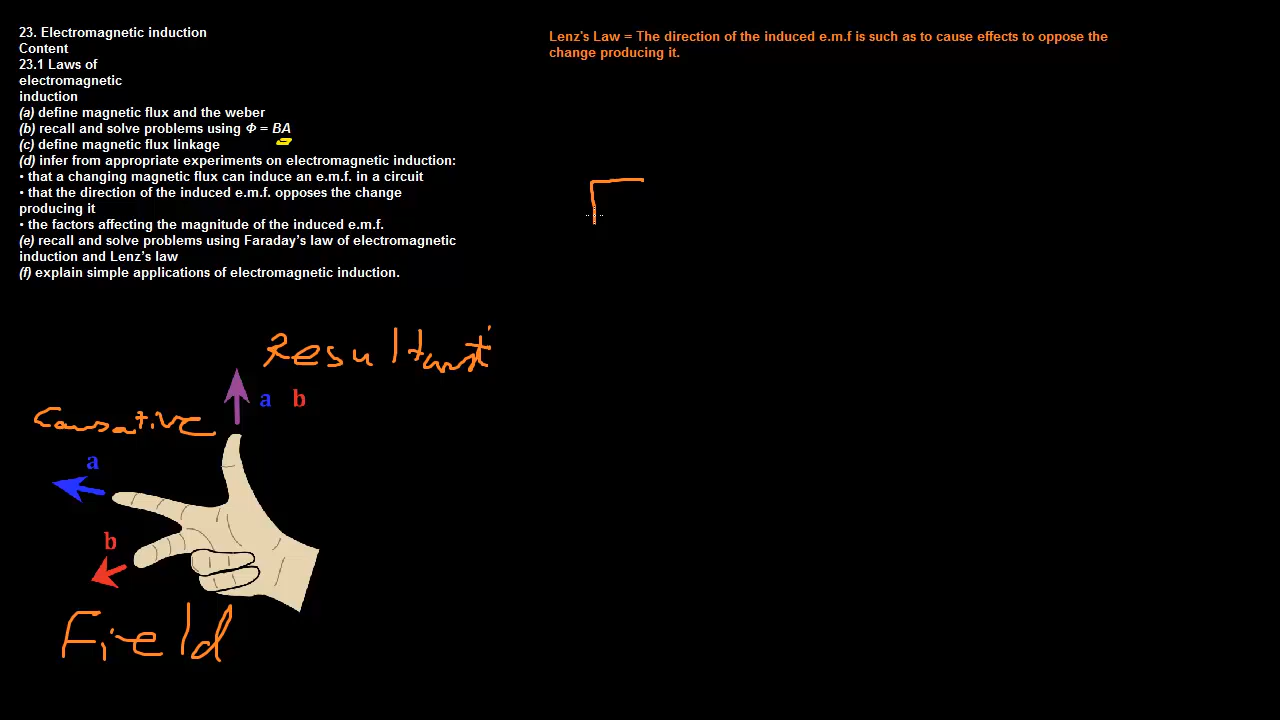 23. Electromagnetic induction
Content
23.1 Laws of
electromagnetic
induction
(a) define magnetic flux and the weber
(b) recall and solve problems using Φ = BA
(c) define magnetic flux linkage
(d) infer from appropriate experiments on electromagnetic induction:
• that a changing magnetic flux can induce an e.m.f. in a circuit
• that the direction of the induced e.m.f. opposes the change
producing it
• the factors affecting the magnitude of the induced e.m.f.
(e) recall and solve problems using Faraday's law of electromagnetic
induction and Lenz's law
(f) explain simple applications of electromagnetic induction.
Lenz's Law = The direction of the induced e.m.f is such as to cause effects to oppose the
change producing it.
Resultant
a b
Causative
a
b
Field